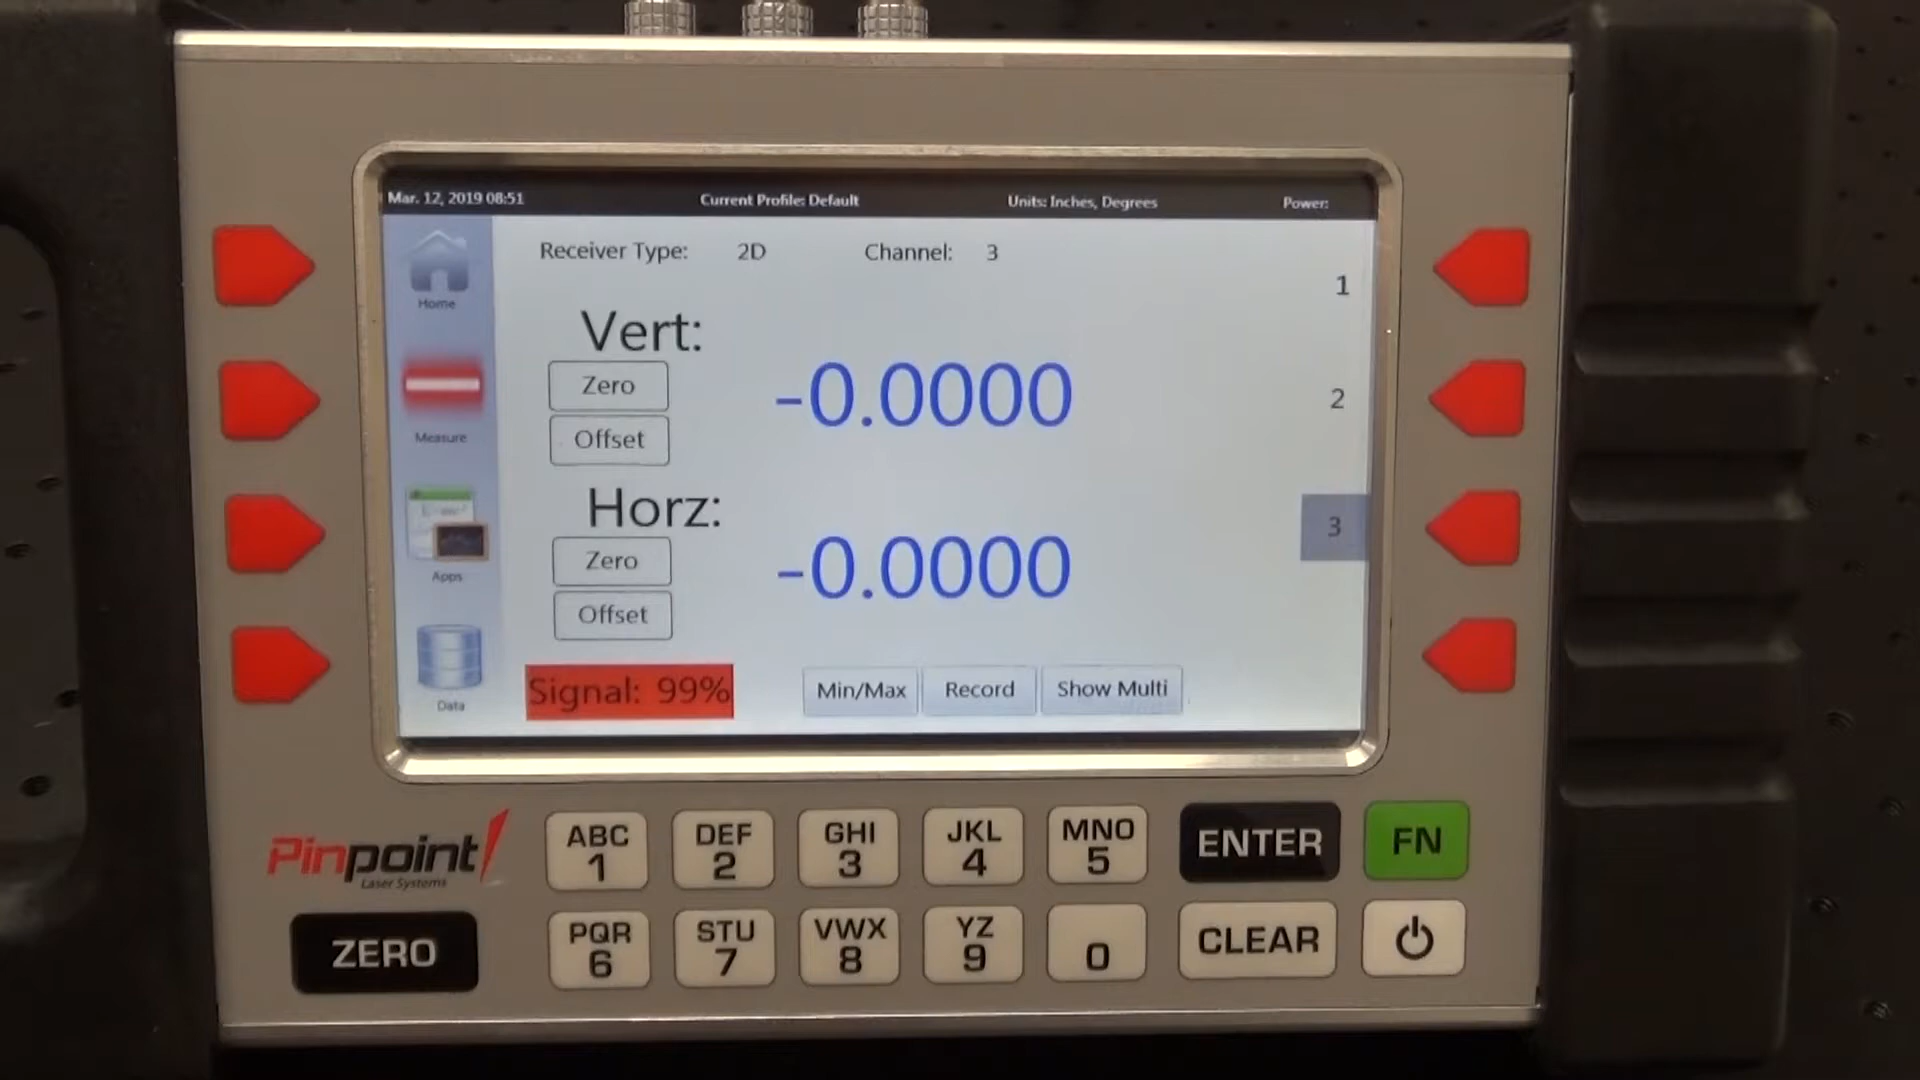 Mar. 12, 2019 08:51 Current Profile: Default Units: Inches, Degrees Power:
Receiver Type: 2D Channel: 3
Home
1
Vert:
Zero
-0.0000
2
Offset
Measure
Horz:
3
Zero
-0.0000
Apps
Offset
Signal: 99% Min/Max Record Show Multi
Data
Pinpoint
Laser Systems
ABC 1
DEF 2
GHI 3
JKL 4
MNO 5
ENTER
FN
ZERO
PQR 6
STU 7
VWX 8
YZ 9
0
CLEAR